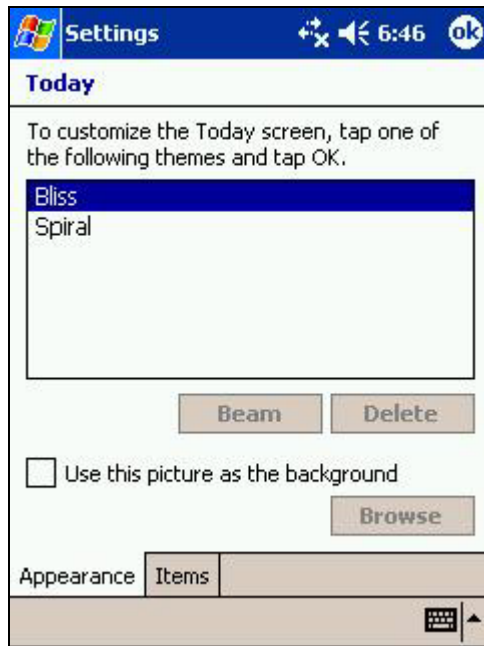 Settings 6:46 ok
Today
To customize the Today screen, tap one of
the following themes and tap OK.
Bliss
Spiral
Beam Delete
Use this picture as the background
Browse
Appearance Items